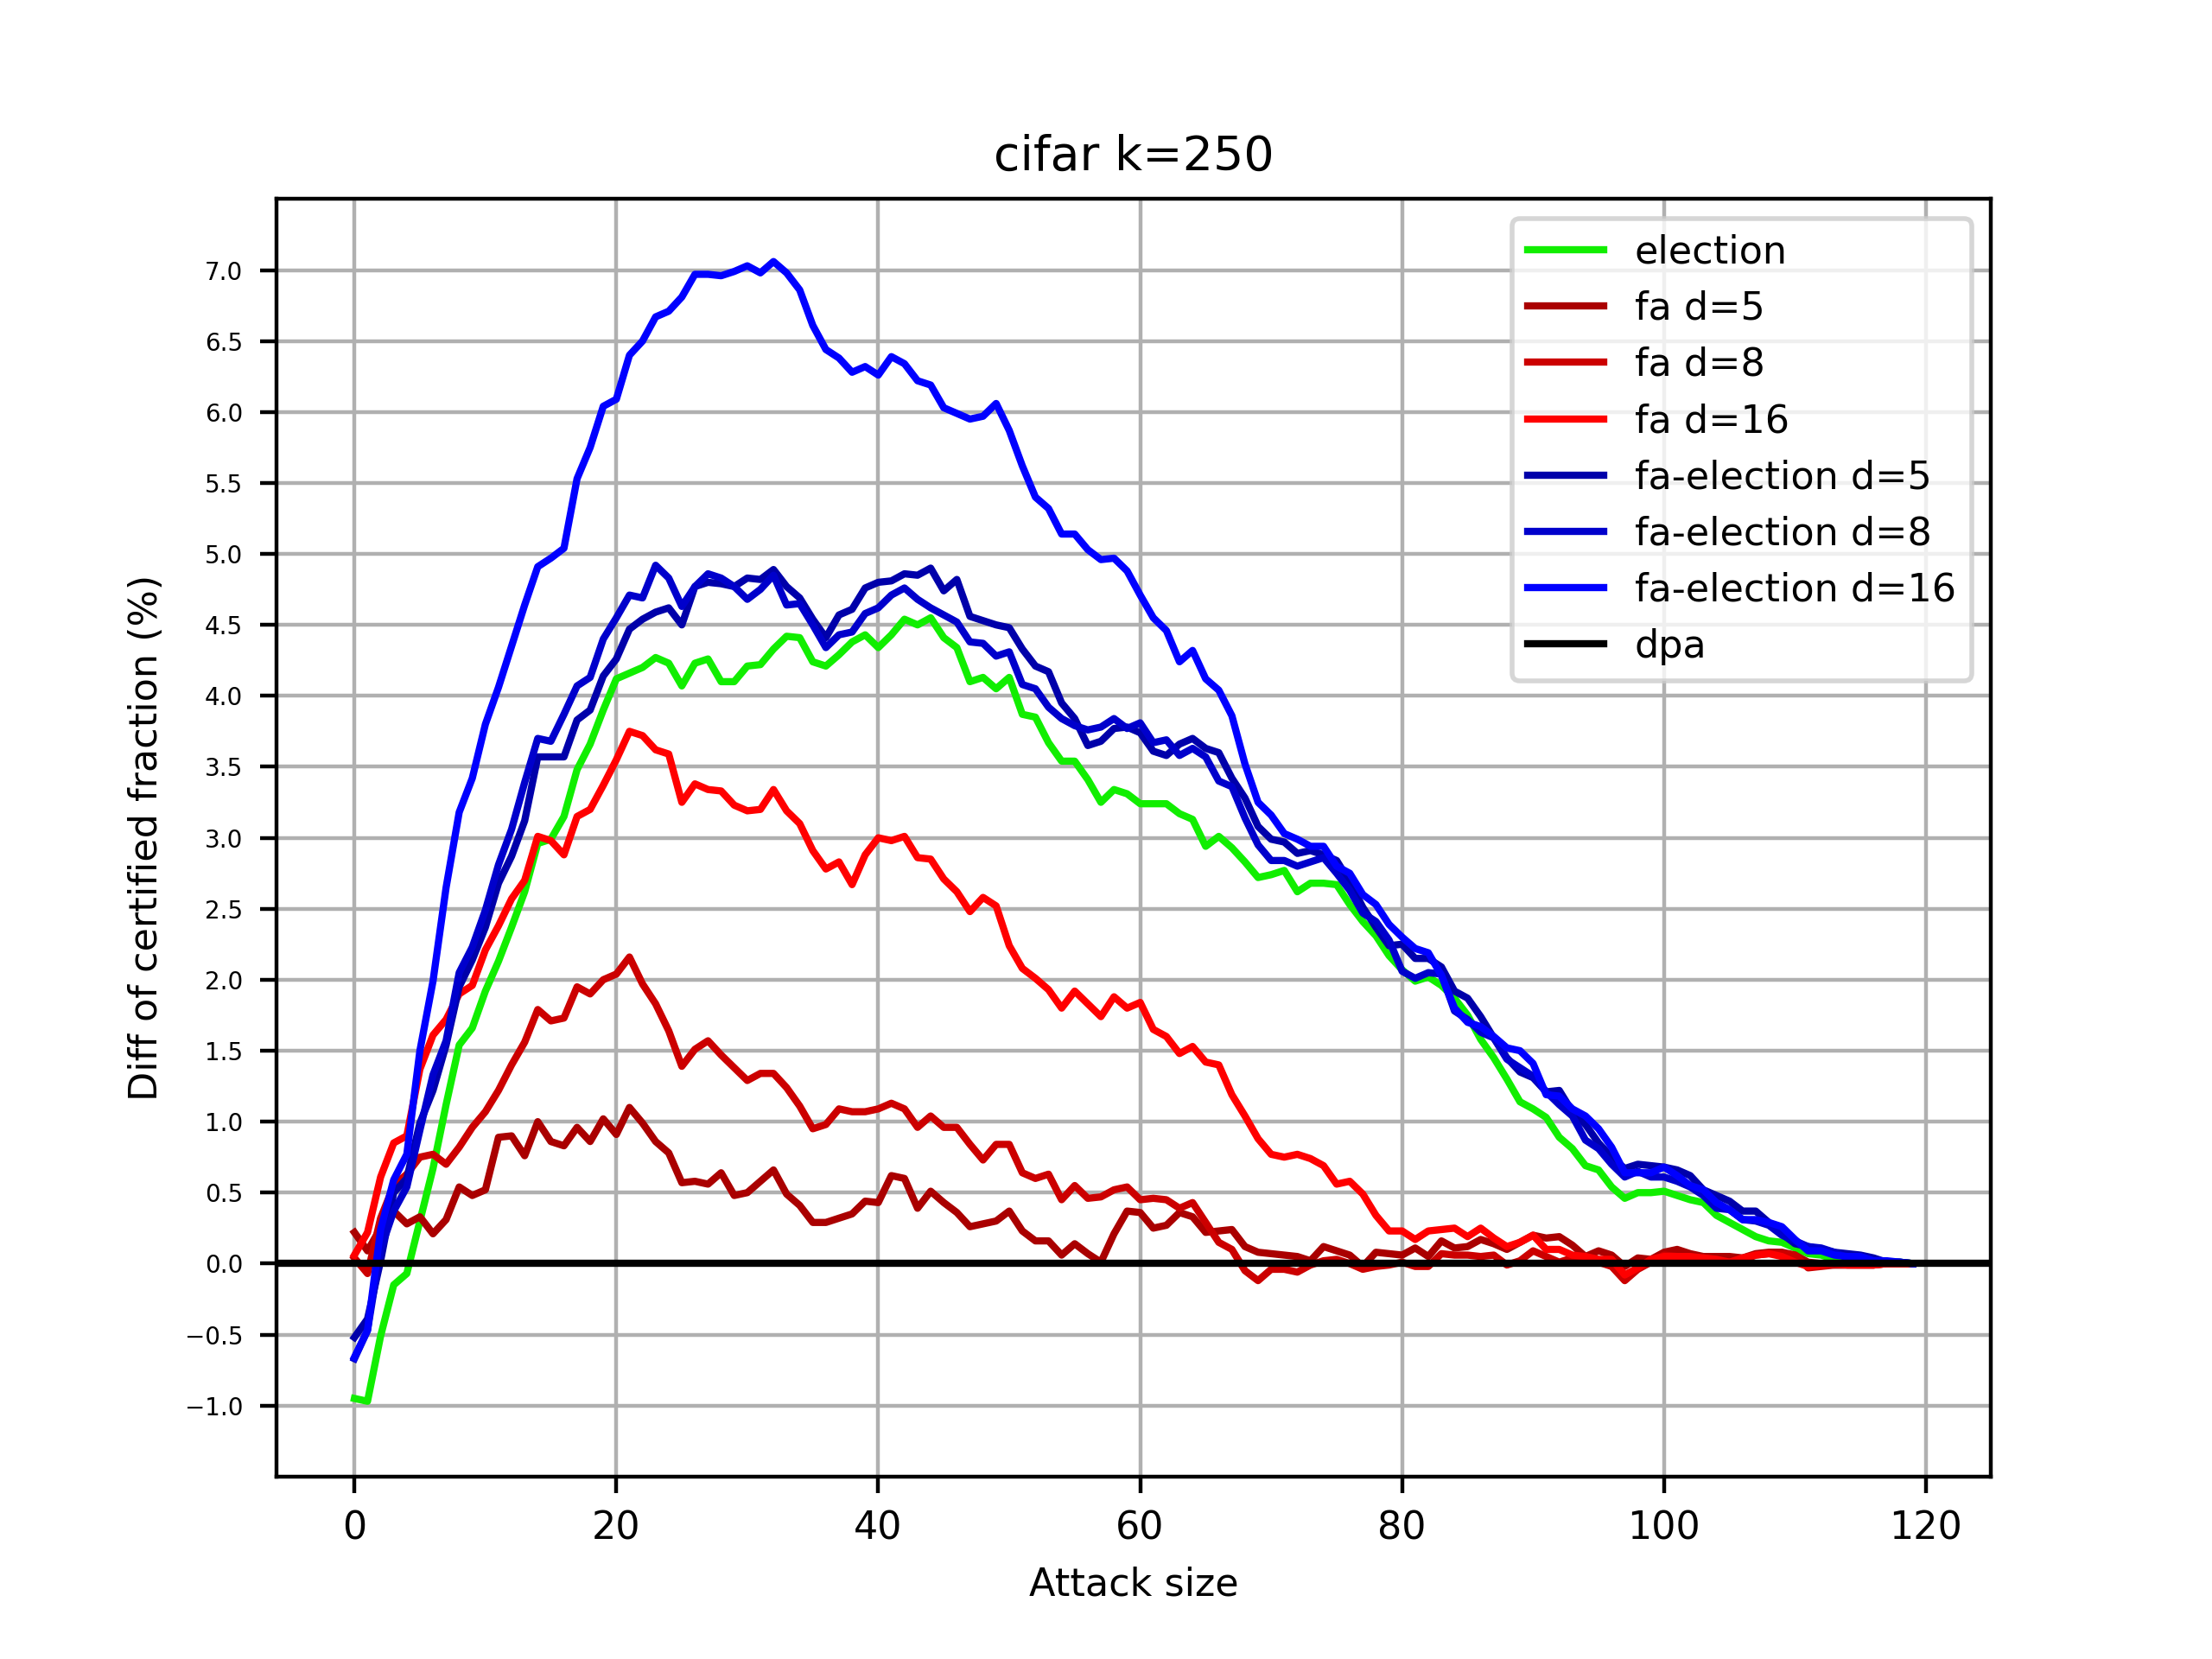 cifar k=250
election
fa d=5
fa d=8
fa d=16
fa-election d=5
fa-election d=8
fa-election d=16
dpa
Diff of certified fraction (%)
7.0
6.5
6.0
5.5
5.0
4.5
4.0
3.5
3.0
2.5
2.0
1.5
1.0
0.5
0.0
−0.5
−1.0
0 20 40 60 80 100 120
Attack size